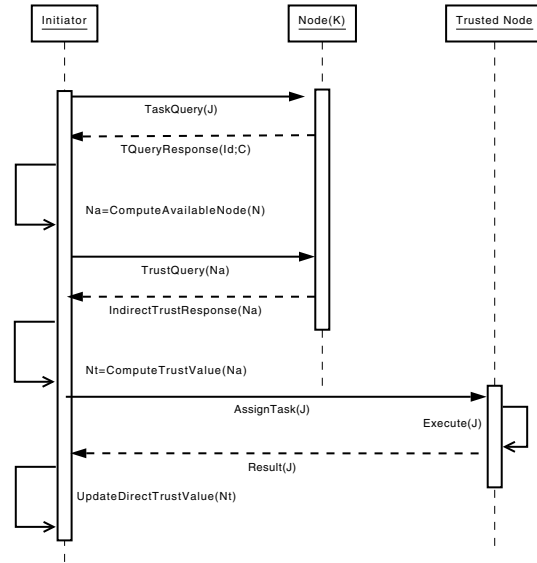 Initiator
Node(K)
Trusted Node
TaskQuery(J)
TQueryResponse(Id;C)
Na=ComputeAvailableNode(N)
TrustQuery(Na)
IndirectTrustResponse(Na)
Nt=ComputeTrustValue(Na)
AssignTask(J)
Execute(J)
Result(J)
UpdateDirectTrustValue(Nt)